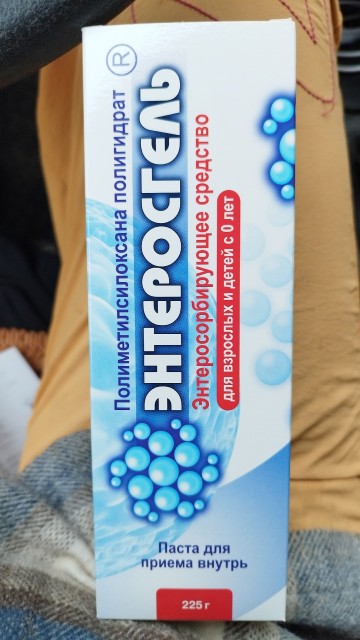 ®
Полиметилсилоксана полигидрат
ЭНТЕРОСГЕЛЬ
Энтеросорбирующее средство
для взрослых и детей с 0 лет
Паста для
приема внутрь
225 г